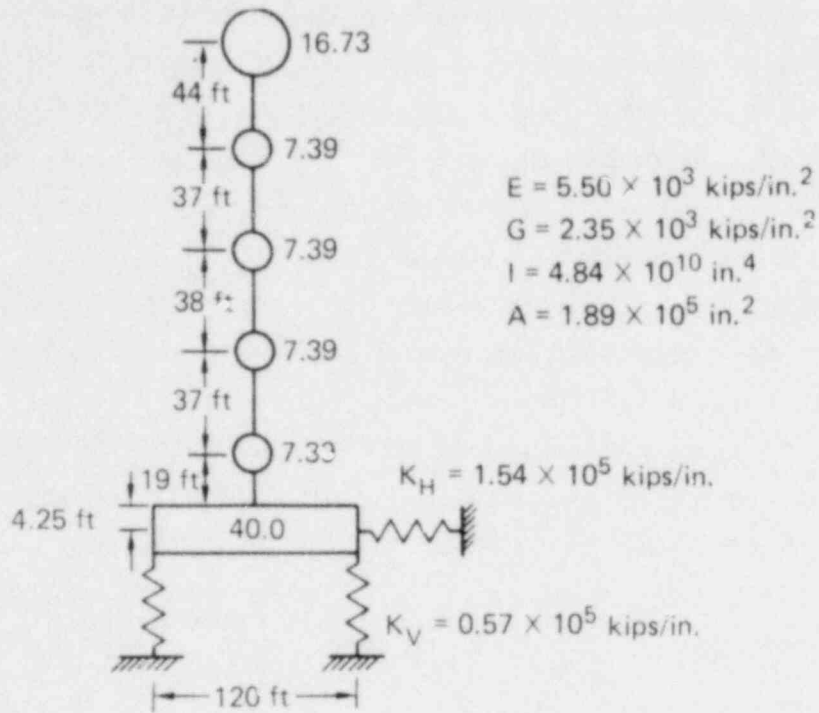 16.73
44 ft
7.39
37 ft
7.39
38 ft
7.39
37 ft
19 ft
4.25 ft
40.0
120 ft
E = 5.50 × 10³ kips/in.²
G = 2.35 × 10³ kips/in.²
I = 4.84 × 10¹⁰ in.⁴
A = 1.89 × 10⁵ in.²
K_H = 1.54 × 10⁵ kips/in.
K_V = 0.57 × 10⁵ kips/in.